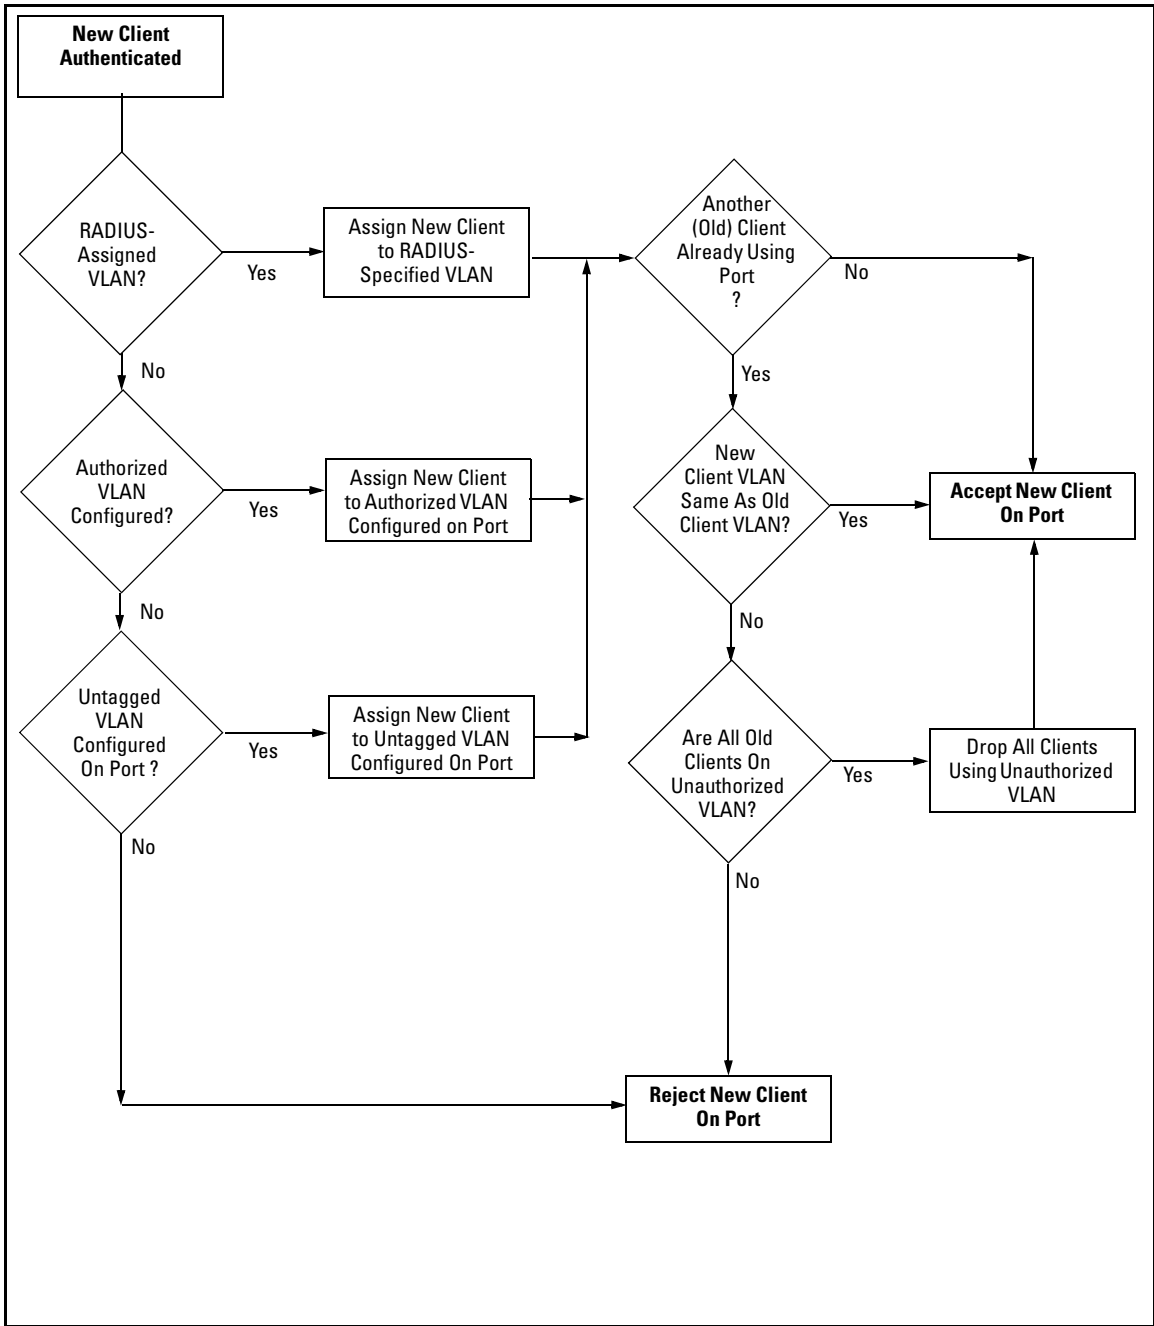 New Client
Authenticated
RADIUS-
Assigned
VLAN?
Yes
Assign New Client
to RADIUS-
Specified VLAN
Another
(Old) Client
Already Using
Port
?
No
No
Yes
Authorized
VLAN
Configured?
Yes
Assign New Client
to Authorized VLAN
Configured on Port
New
Client VLAN
Same As Old
Client VLAN?
Yes
Accept New Client
On Port
No
No
Untagged
VLAN
Configured
On Port ?
Yes
Assign New Client
to Untagged VLAN
Configured On Port
Are All Old
Clients On
Unauthorized
VLAN?
Yes
Drop All Clients
Using Unauthorized
VLAN
No
No
Reject New Client
On Port